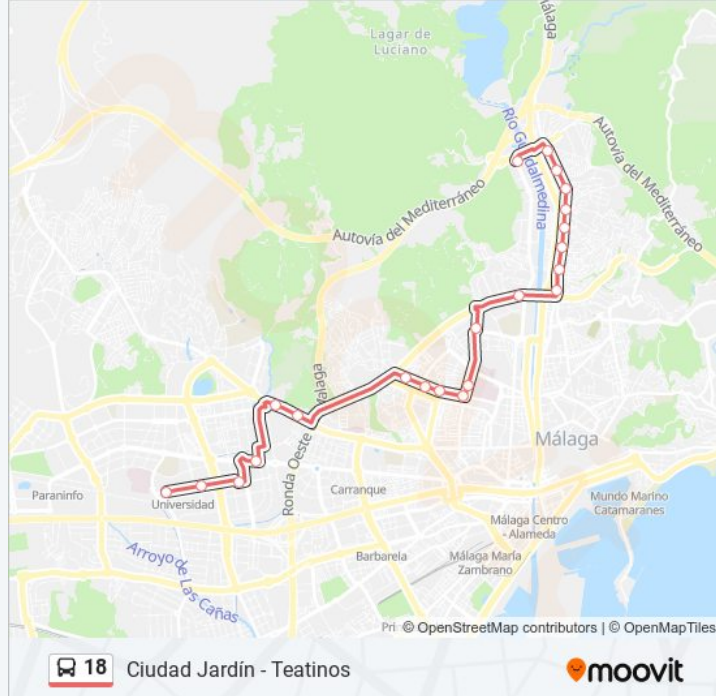 Málaga
Lagar de
Luciano
Río Guadalmedina
Autovía del Mediterráneo
Autovía del Mediterráneo
Málaga
Málaga
Ronda Oeste
Paraninfo
Universidad
Carranque
Mundo Marino
Catamaranes
Málaga Centro
- Alameda
Arroyo de Las Cañas
Barbarela
Málaga María
Zambrano
Pri
© OpenStreetMap contributors | © OpenMapTiles
18 Ciudad Jardín - Teatinos
moovit